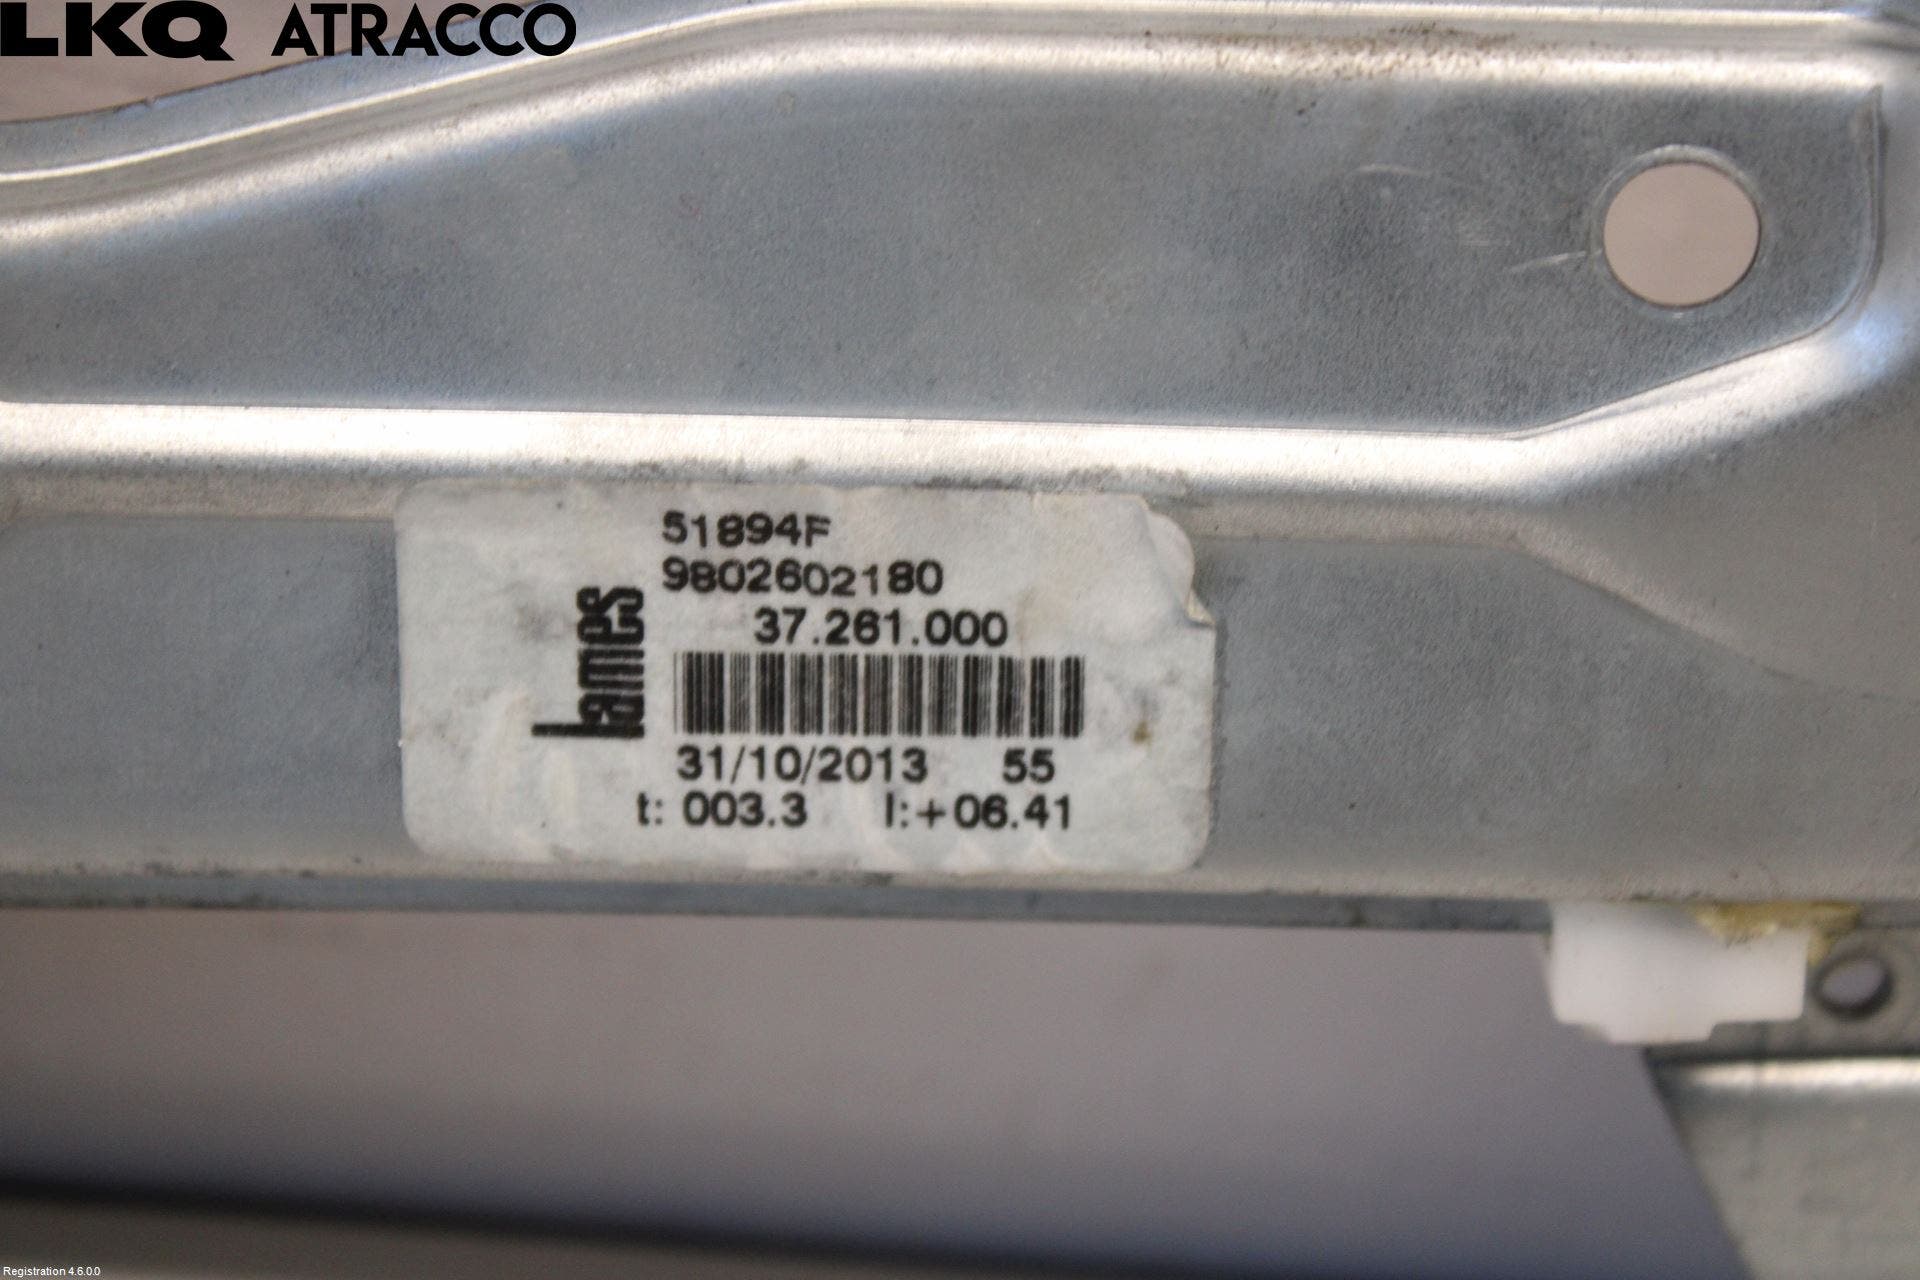 LKQ ATRACCO
51894F
9802602180
37.261.000
lames
31/10/2013 55
t: 003.3 l:+06.41
Registration 4.6.0.0